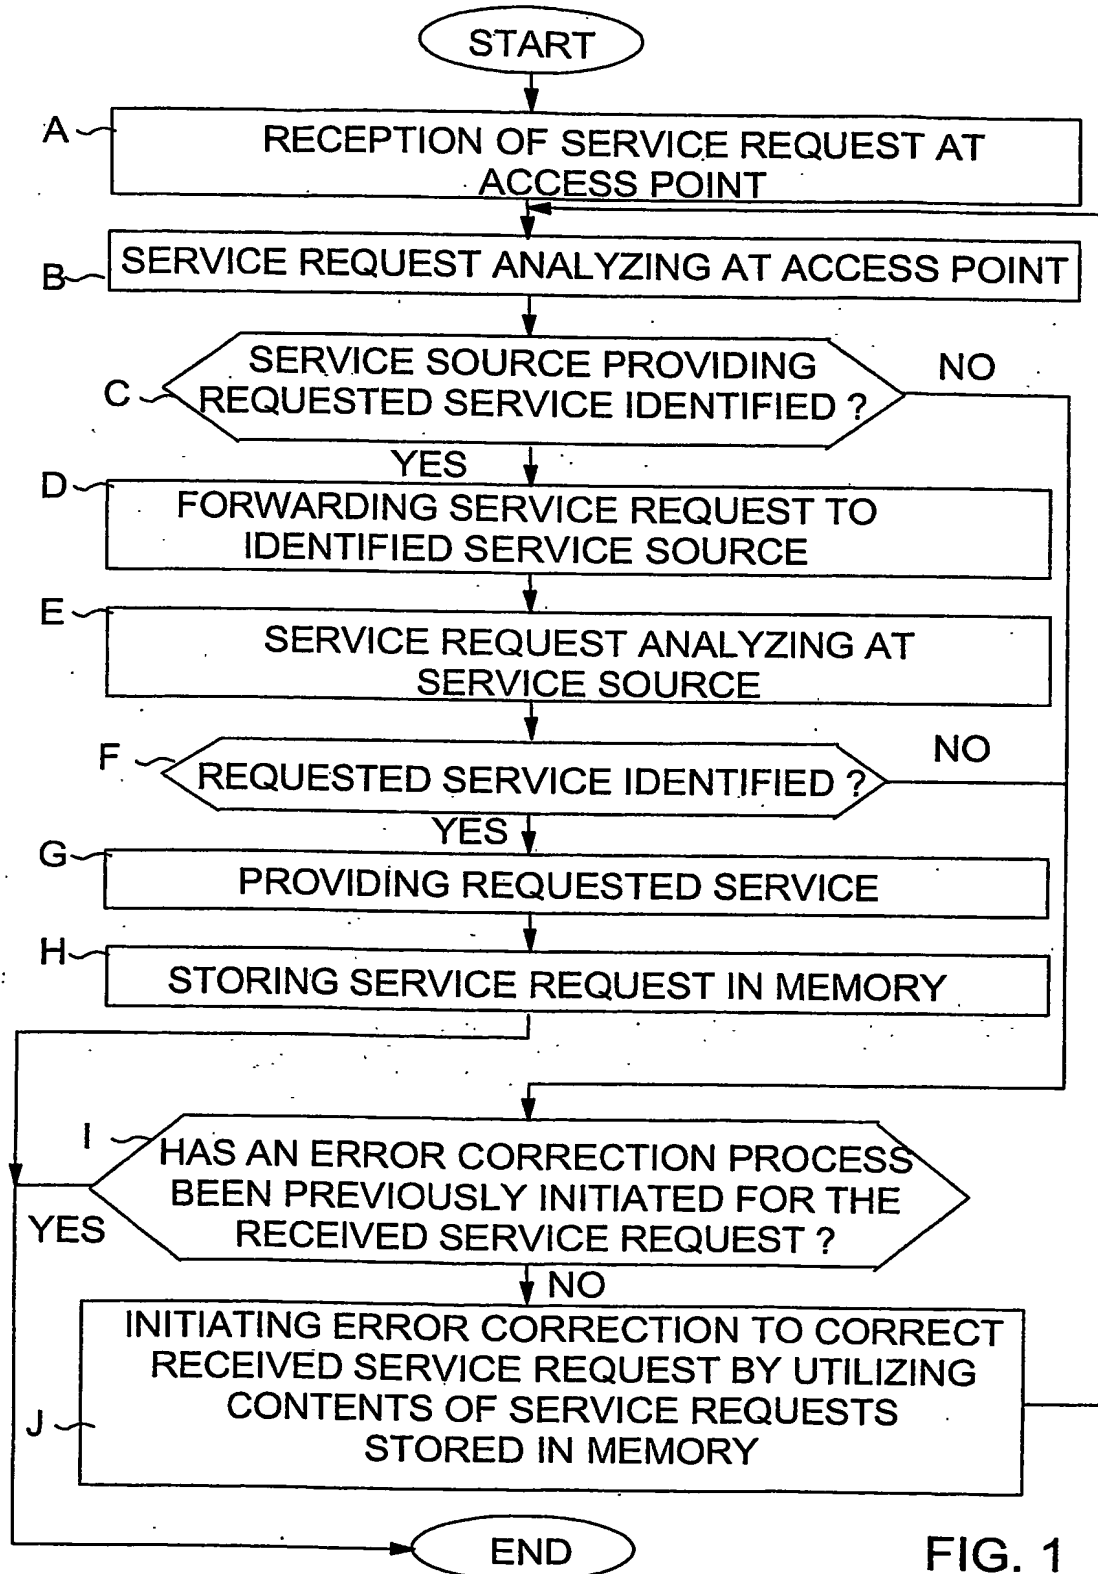 START
A
RECEPTION OF SERVICE REQUEST AT
ACCESS POINT
B
SERVICE REQUEST ANALYZING AT ACCESS POINT
C
SERVICE SOURCE PROVIDING
REQUESTED SERVICE IDENTIFIED ?
NO
YES
D
FORWARDING SERVICE REQUEST TO
IDENTIFIED SERVICE SOURCE
E
SERVICE REQUEST ANALYZING AT
SERVICE SOURCE
F
REQUESTED SERVICE IDENTIFIED ?
NO
YES
G
PROVIDING REQUESTED SERVICE
H
STORING SERVICE REQUEST IN MEMORY
I
HAS AN ERROR CORRECTION PROCESS
BEEN PREVIOUSLY INITIATED FOR THE
RECEIVED SERVICE REQUEST ?
YES
NO
J
INITIATING ERROR CORRECTION TO CORRECT
RECEIVED SERVICE REQUEST BY UTILIZING
CONTENTS OF SERVICE REQUESTS
STORED IN MEMORY
END
FIG. 1